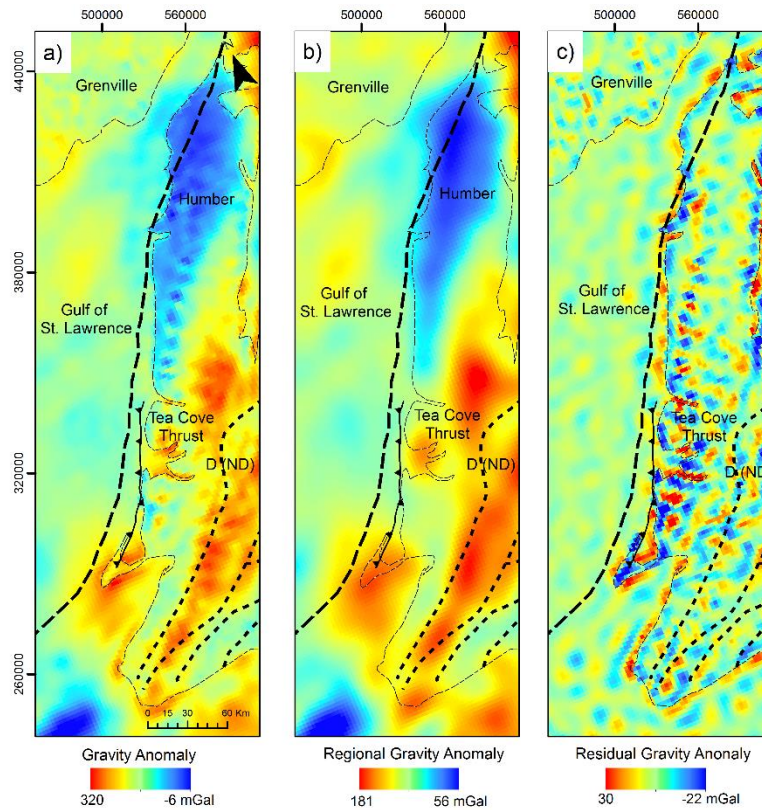 500000 560000 500000 560000 500000 560000
a) b) c)
440000
Grenville Grenville Grenville
N
Humber Humber Humber
380000
Gulf of Gulf of Gulf of
St. Lawrence St. Lawrence St. Lawrence
Tea Cove Tea Cove Tea Cove
Thrust Thrust Thrust
D (ND) D (ND) D (ND
320000
260000
0 15 30 60 Km
Gravity Anomaly Regional Gravity Anomaly Residual Gravity Anonaly
320 -6 mGal 181 56 mGal 30 -22 mGal